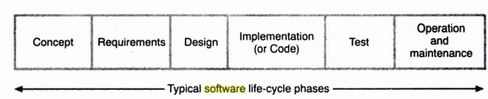 Concept
Requirements
Design
Implementation
(or Code)
Test
Operation
and
maintenance
Typical software life-cycle phases